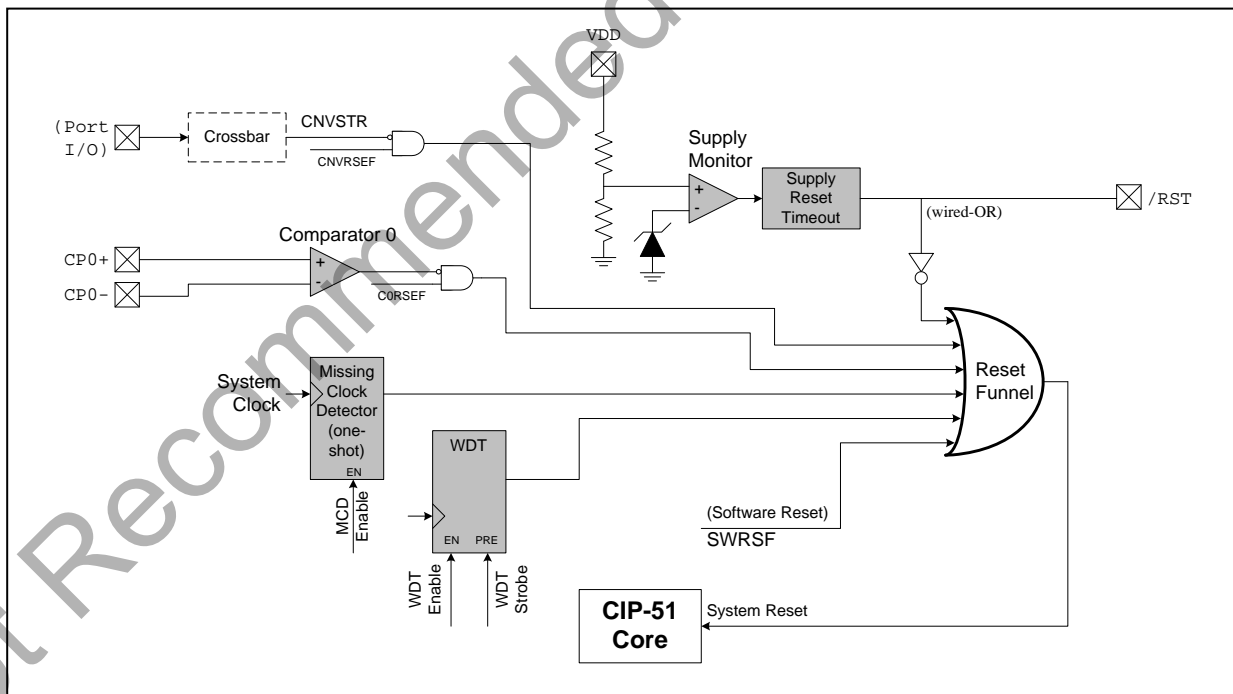 VDD
(Port
I/O)
Crossbar
CNVSTR
CNVRSEF
Supply
Monitor
+
-
Supply
Reset
Timeout
(wired-OR)
/RST
Comparator 0
CP0+
CP0-
+
-
C0RSEF
System
Clock
Missing
Clock
Detector
(one-
shot)
EN
MCD
Enable
WDT
EN
PRE
WDT
Enable
WDT
Strobe
Reset
Funnel
(Software Reset)
SWRSF
CIP-51
Core
System Reset
Recommended